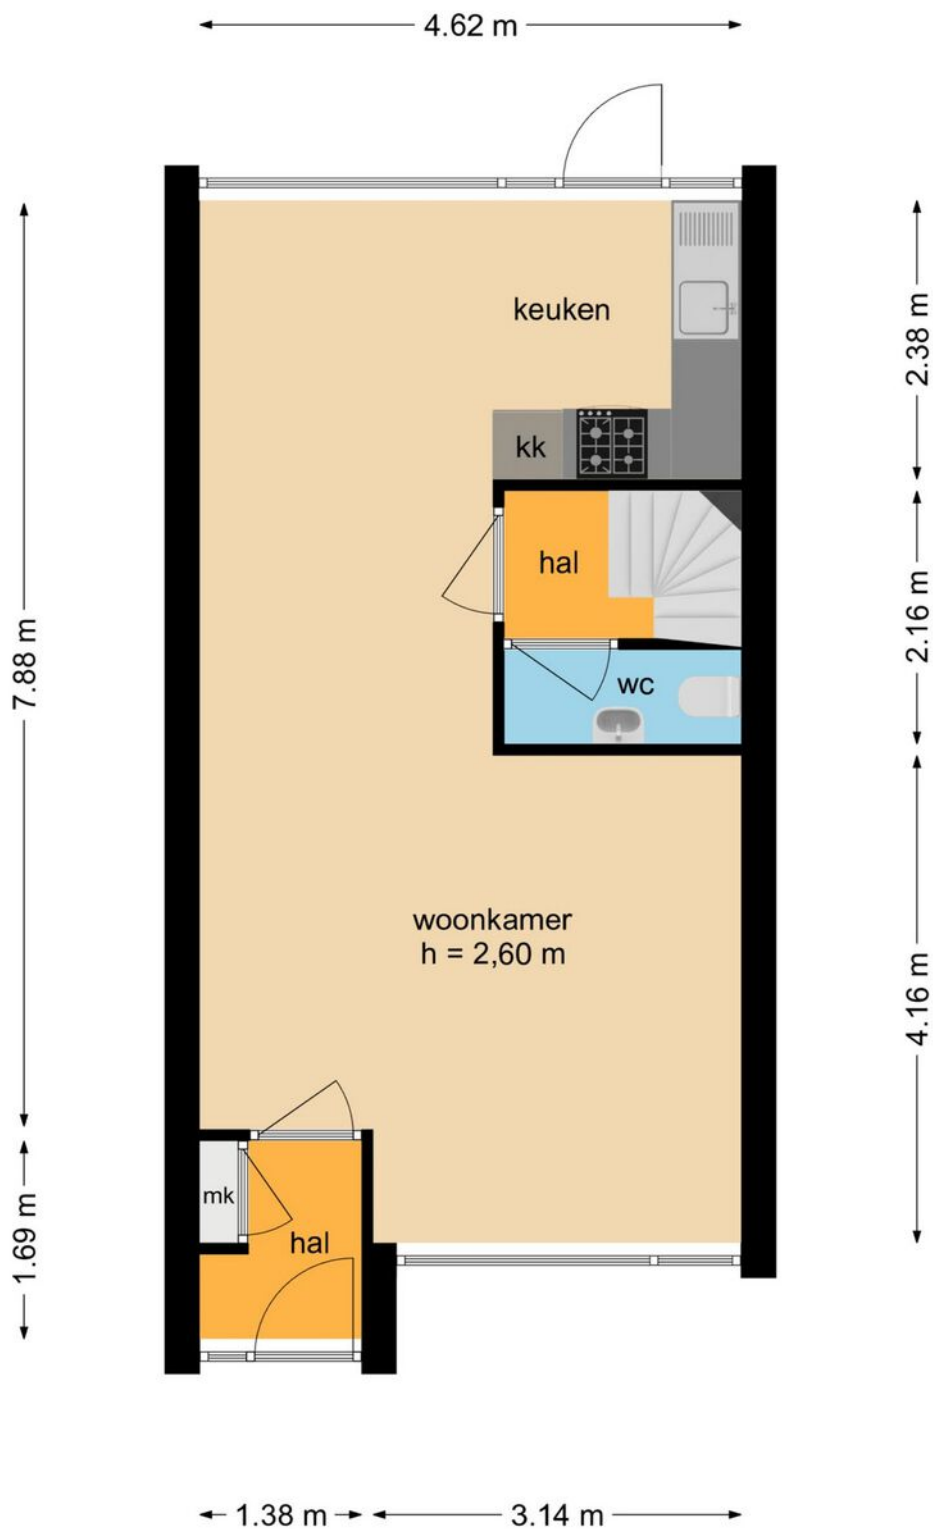 4.62 m
keuken
2.38 m
kk
hal
2.16 m
7.88 m
wc
woonkamer
h = 2,60 m
4.16 m
mk
hal
1.69 m
1.38 m
3.14 m